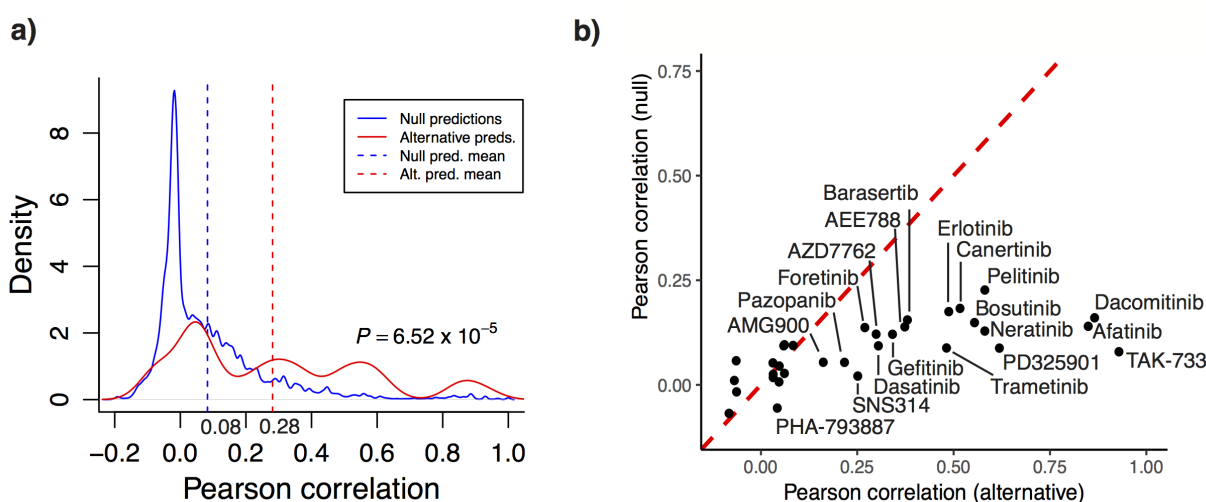 a)
Density
8
6
4
2
0
Null predictions
Alternative preds.
Null pred. mean
Alt. pred. mean
P = 6.52 x 10⁻⁵
0.08
0.28
−0.2
0.0
0.2
0.4
0.6
0.8
1.0
Pearson correlation
b)
Pearson correlation (null)
0.75
0.50
0.25
0.00
Barasertib
AEE788
AZD7762
Foretinib
Pazopanib
AMG900
Erlotinib
Canertinib
Pelitinib
Bosutinib
Neratinib
Dacomitinib
Afatinib
PD325901
TAK-733
Gefitinib
Dasatinib
Trametinib
SNS314
PHA-793887
0.00
0.25
0.50
0.75
1.00
Pearson correlation (alternative)